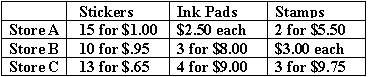 Stickers Ink Pads Stamps
Store A 15 for $1.00 $2.50 each 2 for $5.50
Store B 10 for $.95 3 for $8.00 $3.00 each
Store C 13 for $.65 4 for $9.00 3 for $9.75